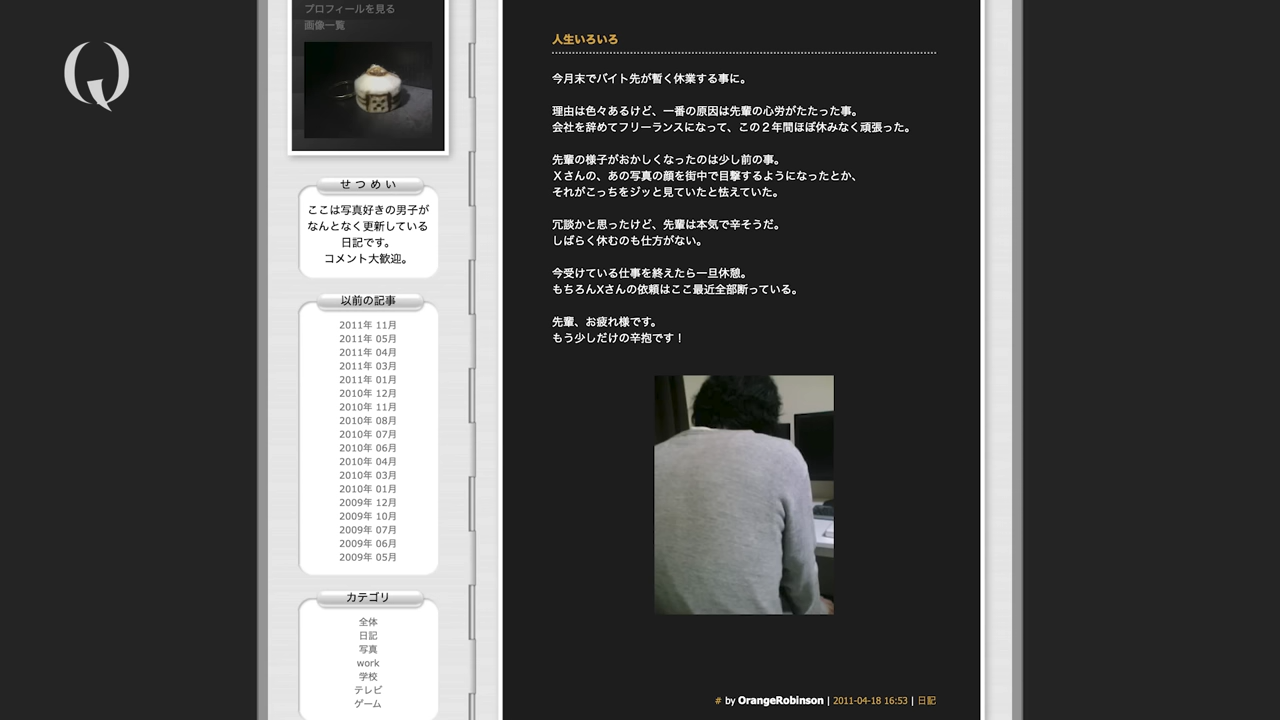 プロフィールを見る
画像一覧
せつめい
ここは写真好きの男子が
なんとなく更新している
日記です。
コメント大歓迎。
以前の記事
2011年 11月
2011年 05月
2011年 04月
2011年 03月
2011年 01月
2010年 12月
2010年 11月
2010年 08月
2010年 07月
2010年 06月
2010年 04月
2010年 03月
2010年 01月
2009年 12月
2009年 10月
2009年 07月
2009年 06月
2009年 05月
カテゴリ
全体
日記
写真
work
学校
テレビ
ゲーム
人生いろいろ
今月末でバイト先が暫く休業する事に。
理由は色々あるけど、一番の原因は先輩の心労がたたった事。
会社を辞めてフリーランスになって、この２年間ほぼ休みなく頑張った。
先輩の様子がおかしくなったのは少し前の事。
Ｘさんの、あの写真の顔を街中で目撃するようになったとか、
それがこっちをジッと見ていたと怯えていた。
冗談かと思ったけど、先輩は本気で辛そうだ。
しばらく休むのも仕方がない。
今受けている仕事を終えたら一旦休憩。
もちろんXさんの依頼はここ最近全部断っている。
先輩、お疲れ様です。
もう少しだけの辛抱です！
# by OrangeRobinson | 2011-04-18 16:53 | 日記
Q